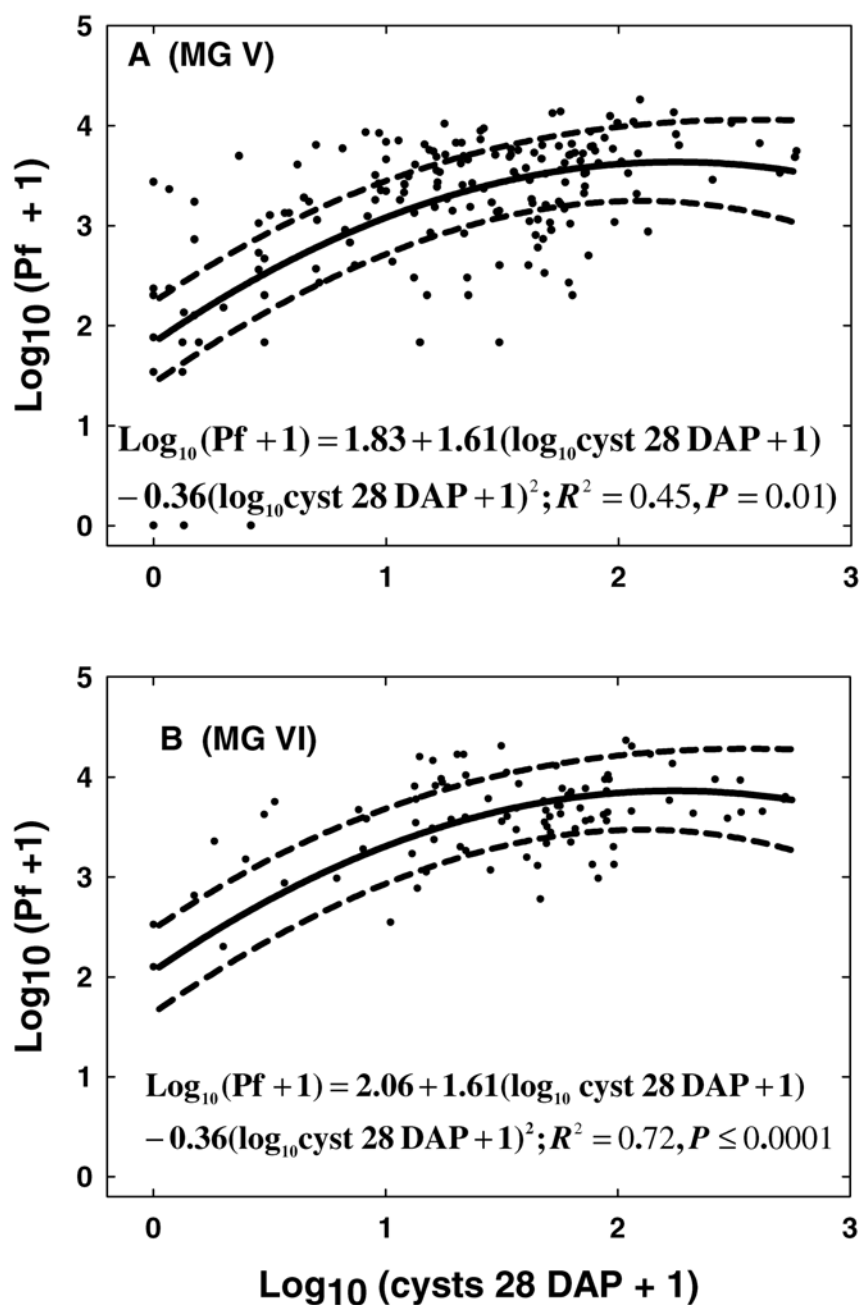 A (MG V)
5
4
3
2
1
0
Log10 (Pf + 1)
Log10(Pf +1) = 1.83 + 1.61(log10cyst 28 DAP +1)
− 0.36(log10cyst 28 DAP +1)²; R² = 0.45, P = 0.01)
0 1 2 3
B (MG VI)
5
4
3
2
1
0
Log10 (Pf +1)
Log10(Pf +1) = 2.06 + 1.61(log10 cyst 28 DAP +1)
− 0.36(log10cyst 28 DAP +1)²; R² = 0.72, P ≤ 0.0001
0 1 2 3
Log10 (cysts 28 DAP + 1)